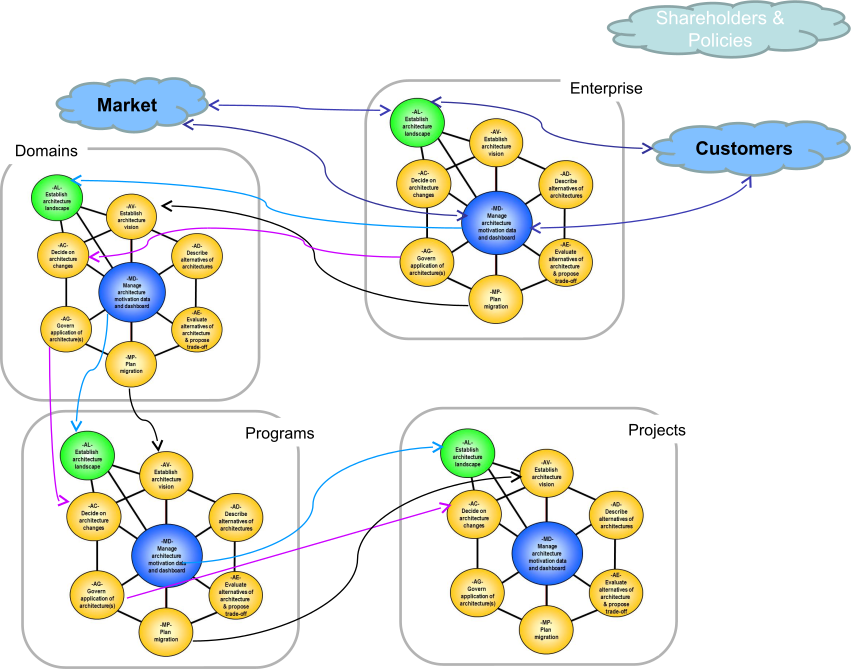 Shareholders &
Policies
Enterprise
Market
Customers
-AL-
Establish
architecture
landscape
-AV-
Establish
architecture
vision
-AC-
Decide on
architecture
changes
-AD-
Describe
alternatives of
architectures
-MD-
Manage
architecture
motivation data
and dashboard
-AG-
Govern
application of
architecture(s)
-AE-
Evaluate
alternatives of
architecture
& propose
trade-off
-MP-
Plan
migration
Domains
-AL-
Establish
architecture
landscape
-AV-
Establish
architecture
vision
-AC-
Decide on
architecture
changes
-AD-
Describe
alternatives of
architectures
-MD-
Manage
architecture
motivation data
and dashboard
-AG-
Govern
application of
architecture(s)
-AE-
Evaluate
alternatives of
architecture
& propose
trade-off
-MP-
Plan
migration
Programs
-AL-
Establish
architecture
landscape
-AV-
Establish
architecture
vision
-AC-
Decide on
architecture
changes
-AD-
Describe
alternatives of
architectures
-MD-
Manage
architecture
motivation data
and dashboard
-AG-
Govern
application of
architecture(s)
-AE-
Evaluate
alternatives of
architecture
& propose
trade-off
-MP-
Plan
migration
Projects
-AL-
Establish
architecture
landscape
-AV-
Establish
architecture
vision
-AC-
Decide on
architecture
changes
-AD-
Describe
alternatives of
architectures
-MD-
Manage
architecture
motivation data
and dashboard
-AG-
Govern
application of
architecture(s)
-AE-
Evaluate
alternatives of
architecture
& propose
trade-off
-MP-
Plan
migration